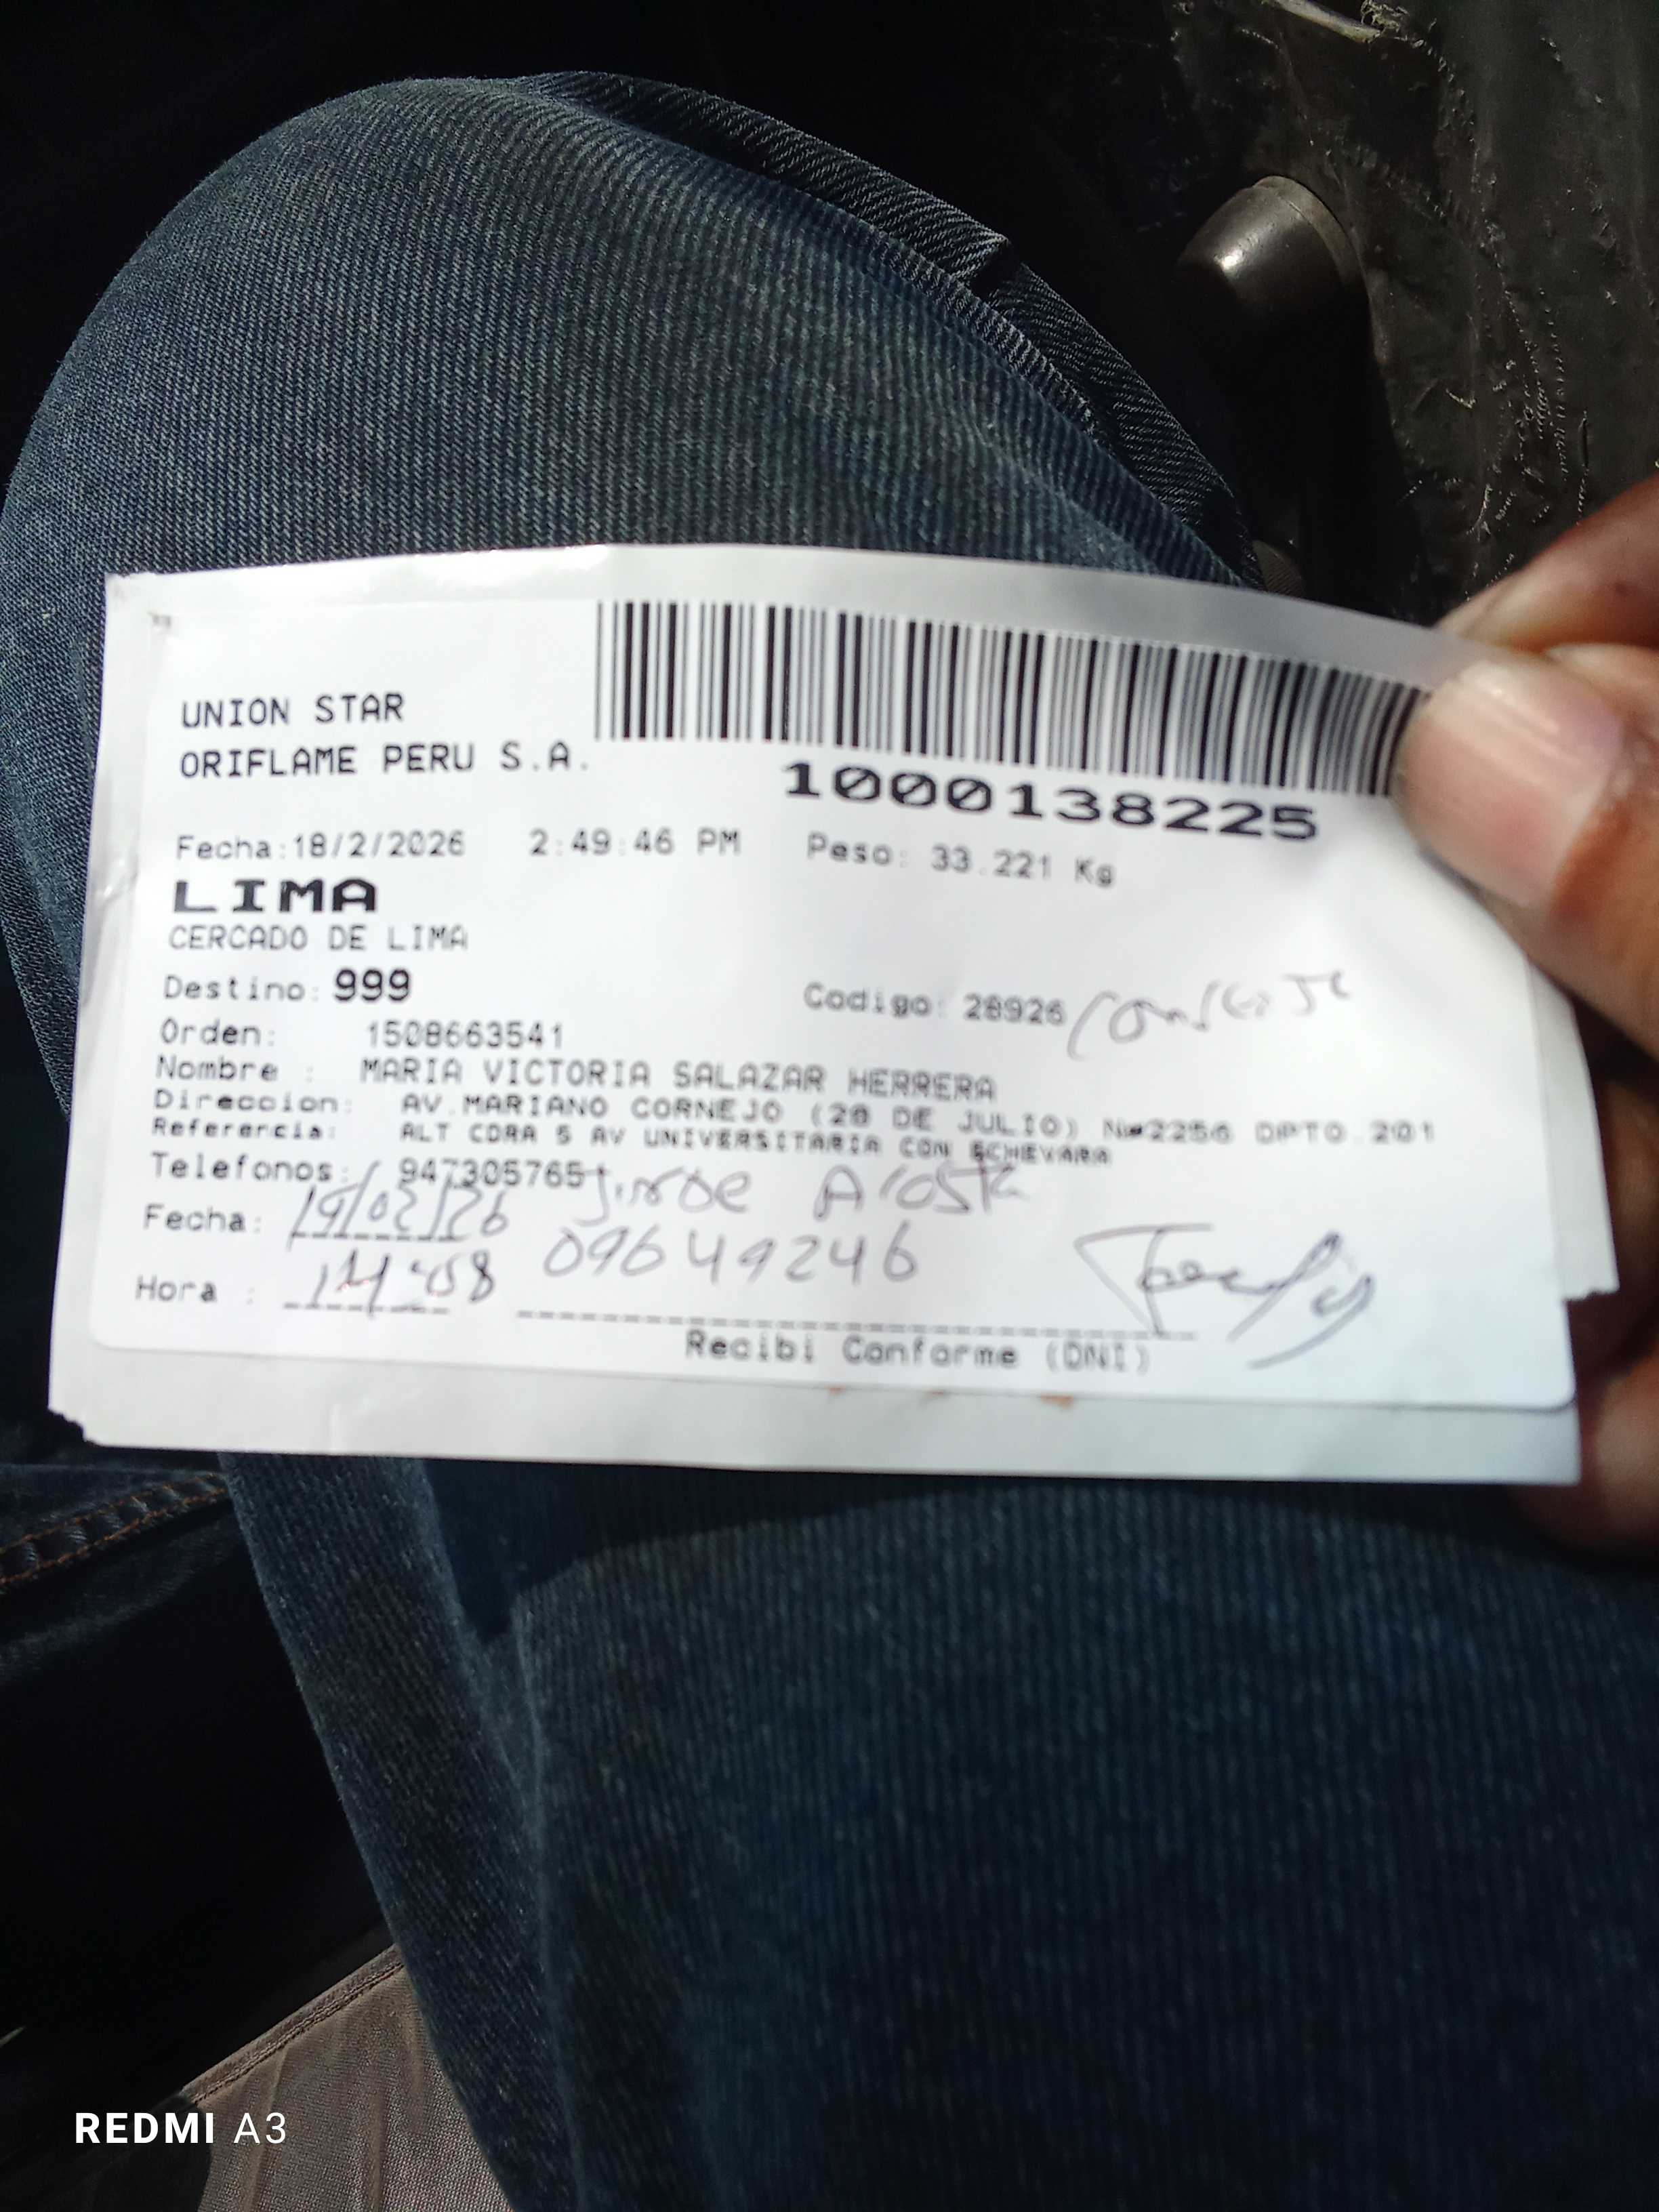 UNION STAR
ORIFLAME PERU S.A.
1000138225
Fecha:18/2/2026 2:49:46 PM Peso: 33.221 Kg
LIMA
CERCADO DE LIMA
Destino: 999 Codigo: 28926
Orden: 1508663541
Nombre : MARIA VICTORIA SALAZAR HERRERA
Direccion: AV.MARIANO CORNEJO (28 DE JULIO) 2256 DPTO 201
Referencia: ALT CDRA 5 AV UNIVERSITARIA CON ECHEVARA
Telefonos: 947305765
Acosta
Fecha: 19/02/26
09649246
Hora :
Recibi Conforme (DNI)
REDMI A3